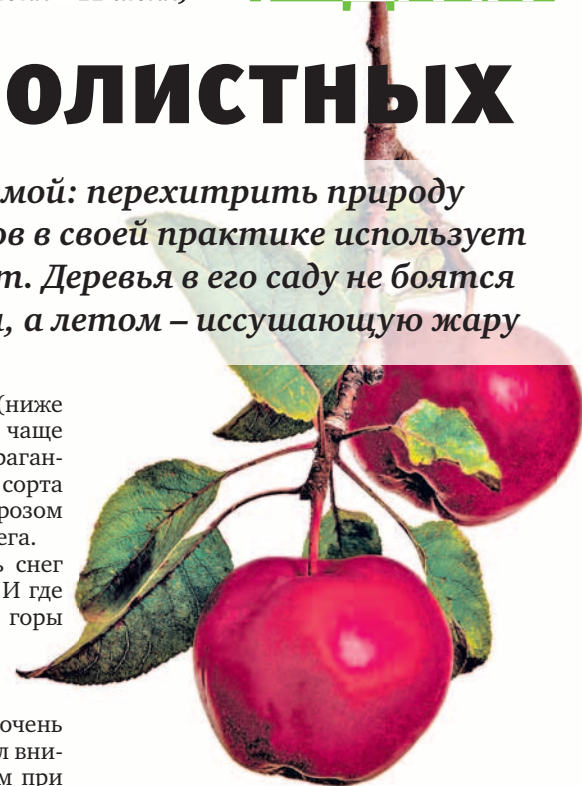 олистных
мой: перехитрить природу
ов в своей практике использует
т. Деревья в его саду не боятся
, а летом – иссушающую жару
(ниже
чаще
раган-
сорта
розом
ега.
снег
И где
горы
очень
л вни-
м при